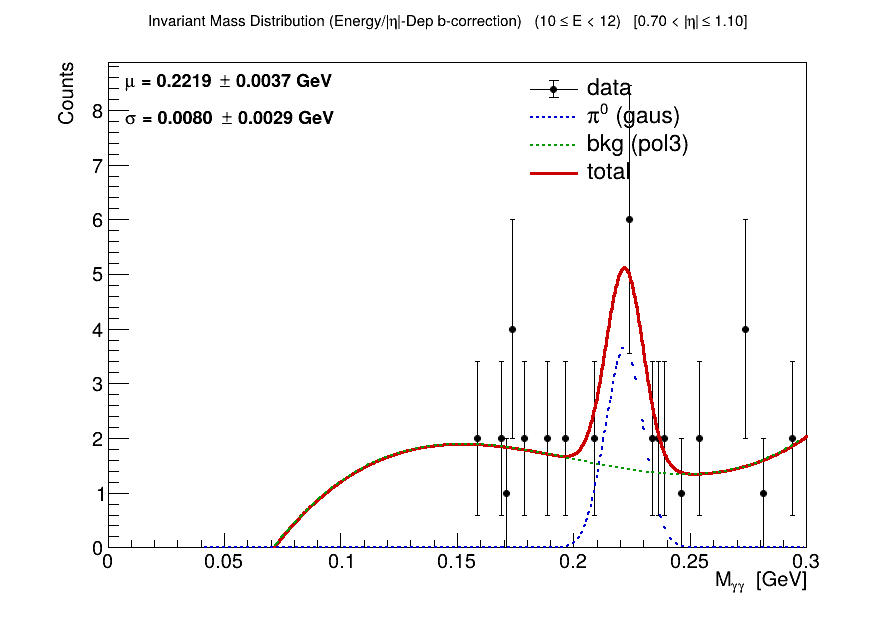 Invariant Mass Distribution (Energy/|η|-Dep b-correction) (10 ≤ E < 12) [0.70 < |η| ≤ 1.10]
μ = 0.2219 ± 0.0037 GeV
σ = 0.0080 ± 0.0029 GeV
data
π⁰ (gaus)
bkg (pol3)
total
Counts
8
7
6
5
4
3
2
1
0
0 0.05 0.1 0.15 0.2 0.25 0.3
Mγγ [GeV]